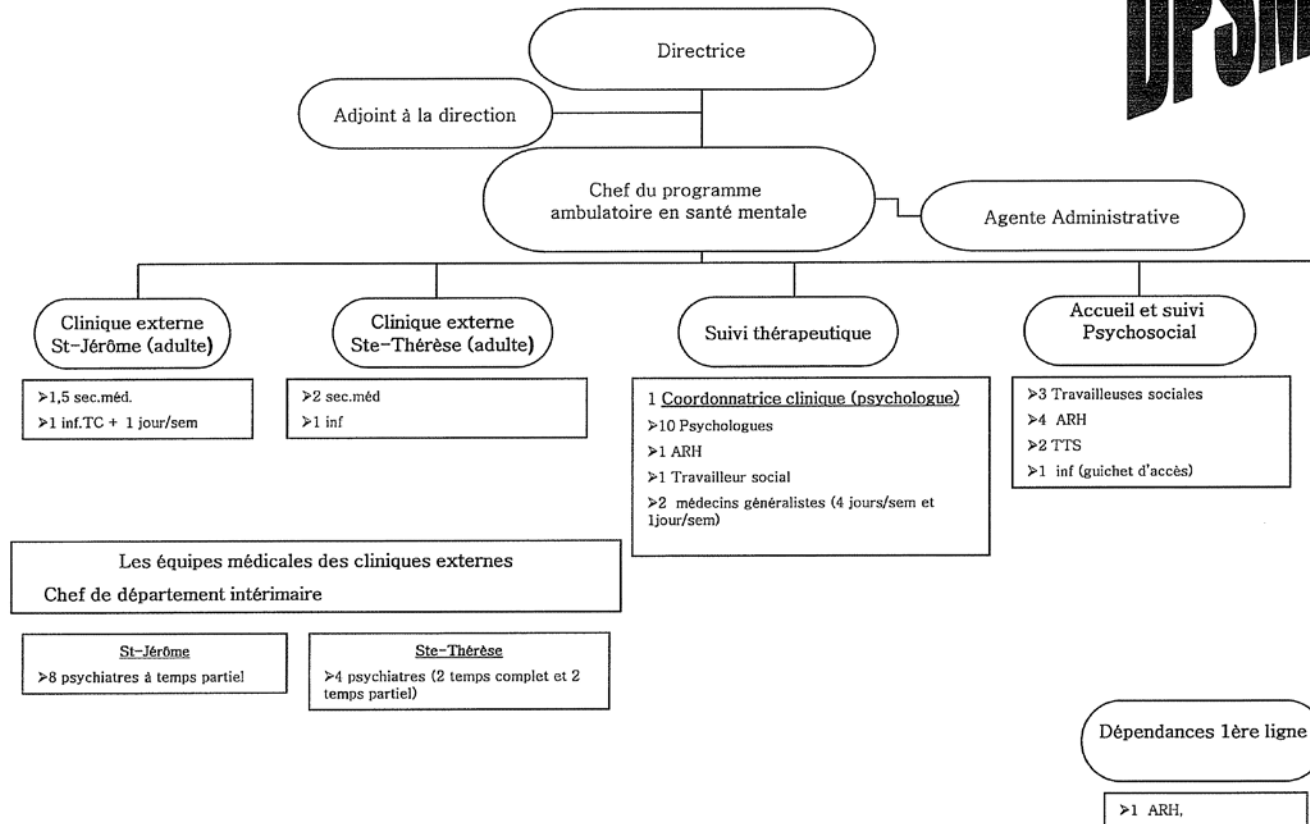 DPSM
Directrice
Adjoint à la direction
Chef du programme
ambulatoire en santé mentale
Agente Administrative
Clinique externe
St-Jérôme (adulte)
Clinique externe
Ste-Thérèse (adulte)
Suivi thérapeutique
Accueil et suivi
Psychosocial
➢1,5 sec.méd.
➢1 inf.TC + 1 jour/sem
➢2 sec.méd
➢1 inf
1 Coordonnatrice clinique (psychologue)
➢10 Psychologues
➢1 ARH
➢1 Travailleur social
➢2 médecins généralistes (4 jours/sem et
1jour/sem)
➢3 Travailleuses sociales
➢4 ARH
➢2 TTS
➢1 inf (guichet d'accès)
Les équipes médicales des cliniques externes
Chef de département intérimaire
St-Jérôme
➢8 psychiatres à temps partiel
Ste-Thérèse
➢4 psychiatres (2 temps complet et 2
temps partiel)
Dépendances 1ère ligne
➢1 ARH,